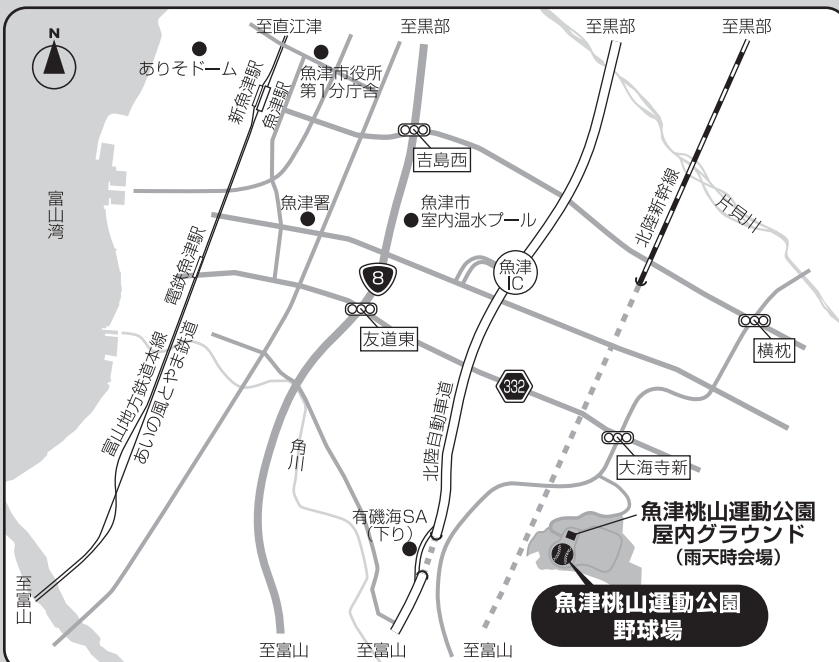 至直江津
至黒部
至黒部
至黒部
N
ありそドーム
魚津市役所
第1分庁舎
新魚津駅
魚津駅
吉島西
片貝川
富山湾
魚津署
魚津市
室内温水プール
北陸新幹線
電鉄魚津駅
8
魚津
IC
友道東
横枕
332
富山地方鉄道本線
あいの風とやま鉄道
北陸自動車道
角川
大海寺新
有磯海SA
(下り)
魚津桃山運動公園
屋内グラウンド
(雨天時会場)
魚津桃山運動公園
野球場
至富山
至富山
至富山
至富山